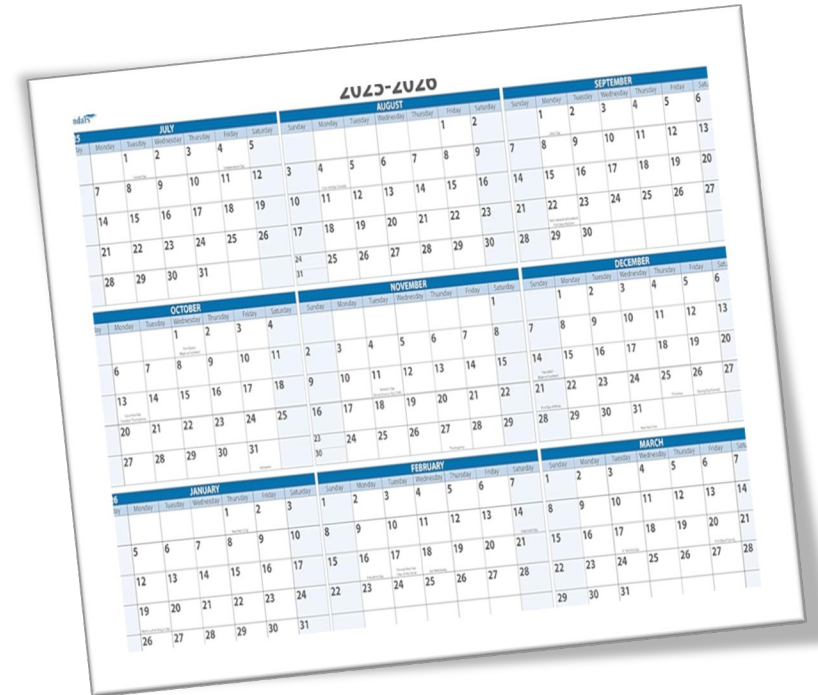 2025-2026
JULY
Monday Tuesday Wednesday Thursday Friday Saturday
1 2 3 4 5
7 8 9 10 11 12
14 15 16 17 18 19
21 22 23 24 25 26
28 29 30 31
AUGUST
Sunday Monday Tuesday Wednesday Thursday Friday Saturday
1 2
3 4 5 6 7 8 9
10 11 12 13 14 15 16
17 18 19 20 21 22 23
24 25 26 27 28 29 30
31
SEPTEMBER
Sunday Monday Tuesday Wednesday Thursday Friday
1 2 3 4 5 6
7 8 9 10 11 12 13
14 15 16 17 18 19 20
21 22 23 24 25 26 27
28 29 30
OCTOBER
Monday Tuesday Wednesday Thursday Friday Saturday
1 2 3 4
6 7 8 9 10 11
13 14 15 16 17 18
20 21 22 23 24 25
27 28 29 30 31
NOVEMBER
Sunday Monday Tuesday Wednesday Thursday Friday Saturday
1
2 3 4 5 6 7 8
9 10 11 12 13 14 15
16 17 18 19 20 21 22
23 24 25 26 27 28 29
30
DECEMBER
Sunday Monday Tuesday Wednesday Thursday Friday
1 2 3 4 5 6
7 8 9 10 11 12 13
14 15 16 17 18 19 20
21 22 23 24 25 26 27
28 29 30 31
JANUARY
Monday Tuesday Wednesday Thursday Friday Saturday
1 2 3
5 6 7 8 9 10
12 13 14 15 16 17
19 20 21 22 23 24
26 27 28 29 30 31
FEBRUARY
Sunday Monday Tuesday Wednesday Thursday Friday Saturday
1 2 3 4 5 6 7
8 9 10 11 12 13 14
15 16 17 18 19 20 21
22 23 24 25 26 27 28
MARCH
Sunday Monday Tuesday Wednesday Thursday Friday
1 2 3 4 5 6 7
8 9 10 11 12 13 14
15 16 17 18 19 20 21
22 23 24 25 26 27 28
29 30 31